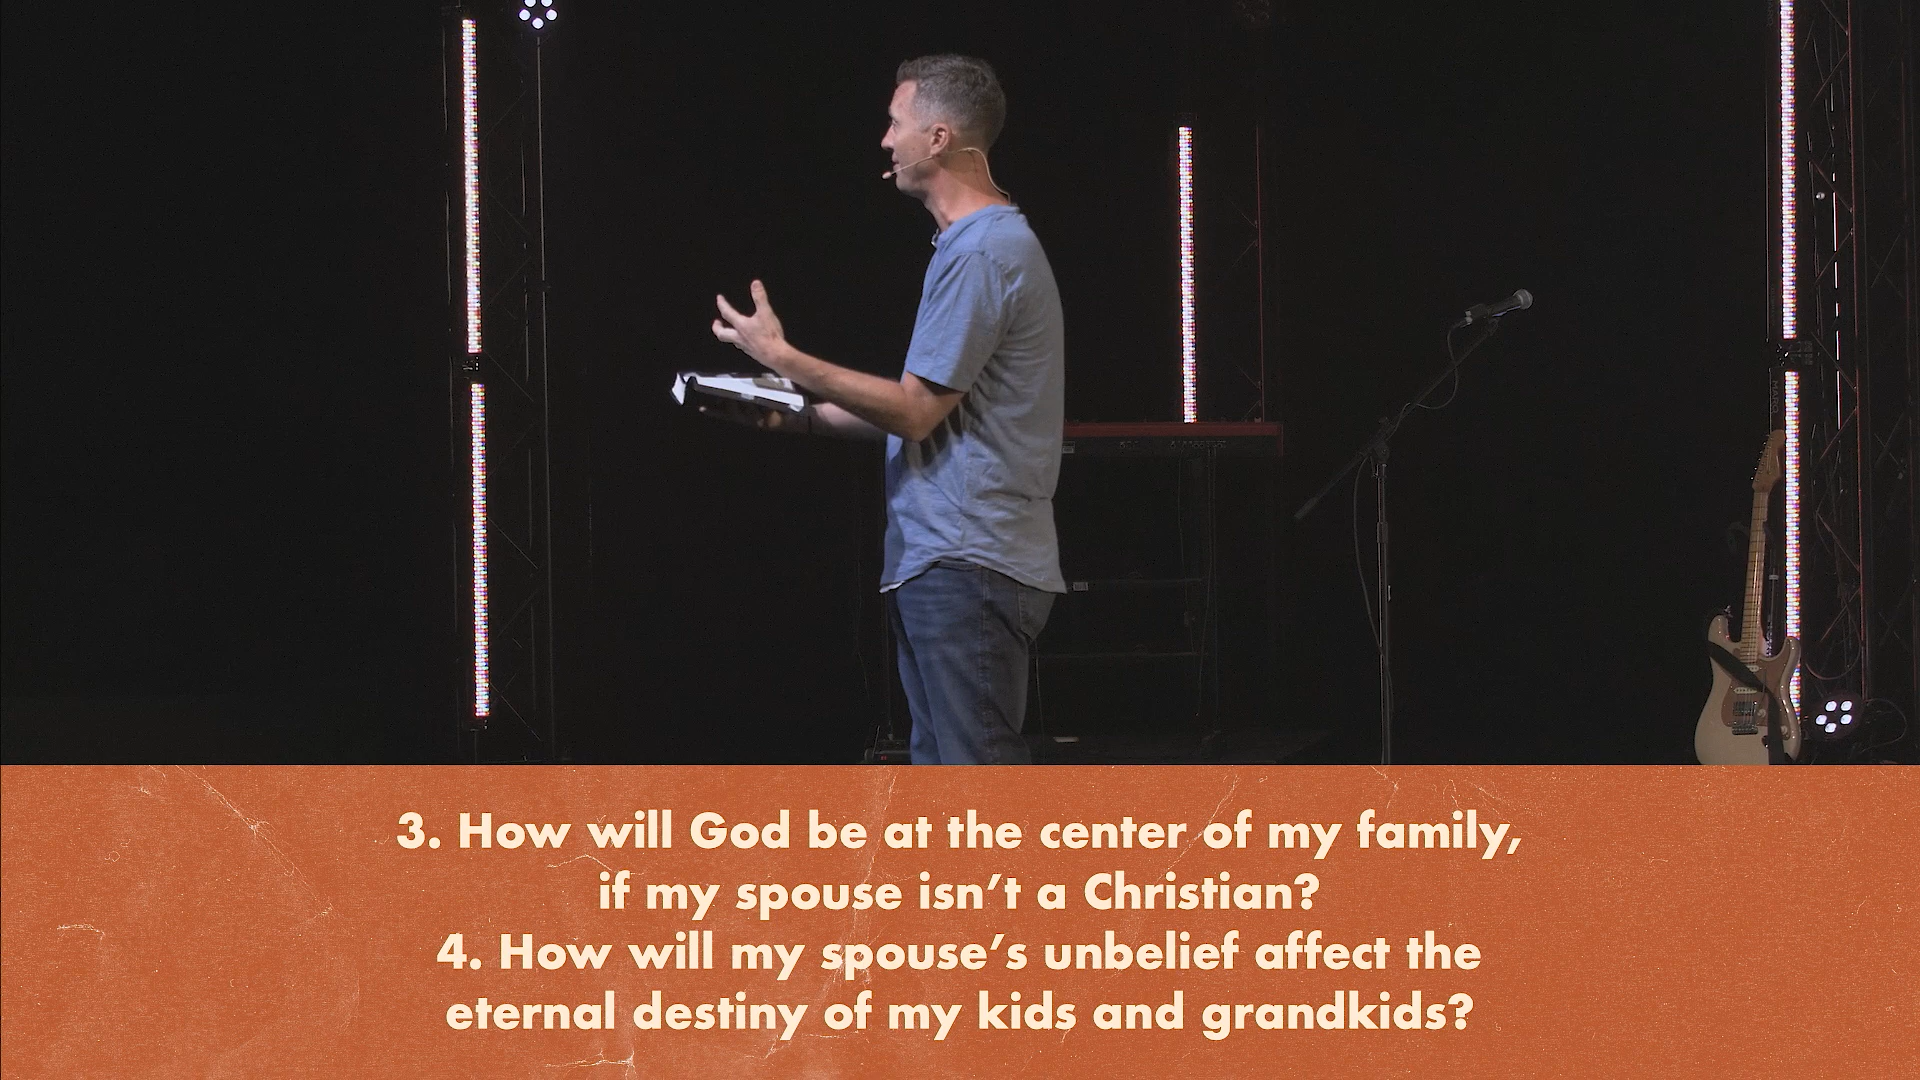 3. How will God be at the center of my family,
if my spouse isn’t a Christian?
4. How will my spouse’s unbelief affect the
eternal destiny of my kids and grandkids?